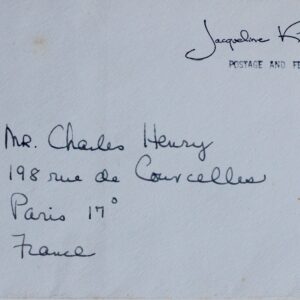 Jacqueline K
POSTAGE AND F
Mr. Charles Henry
198 rue de Courcelles
Paris 17°
France